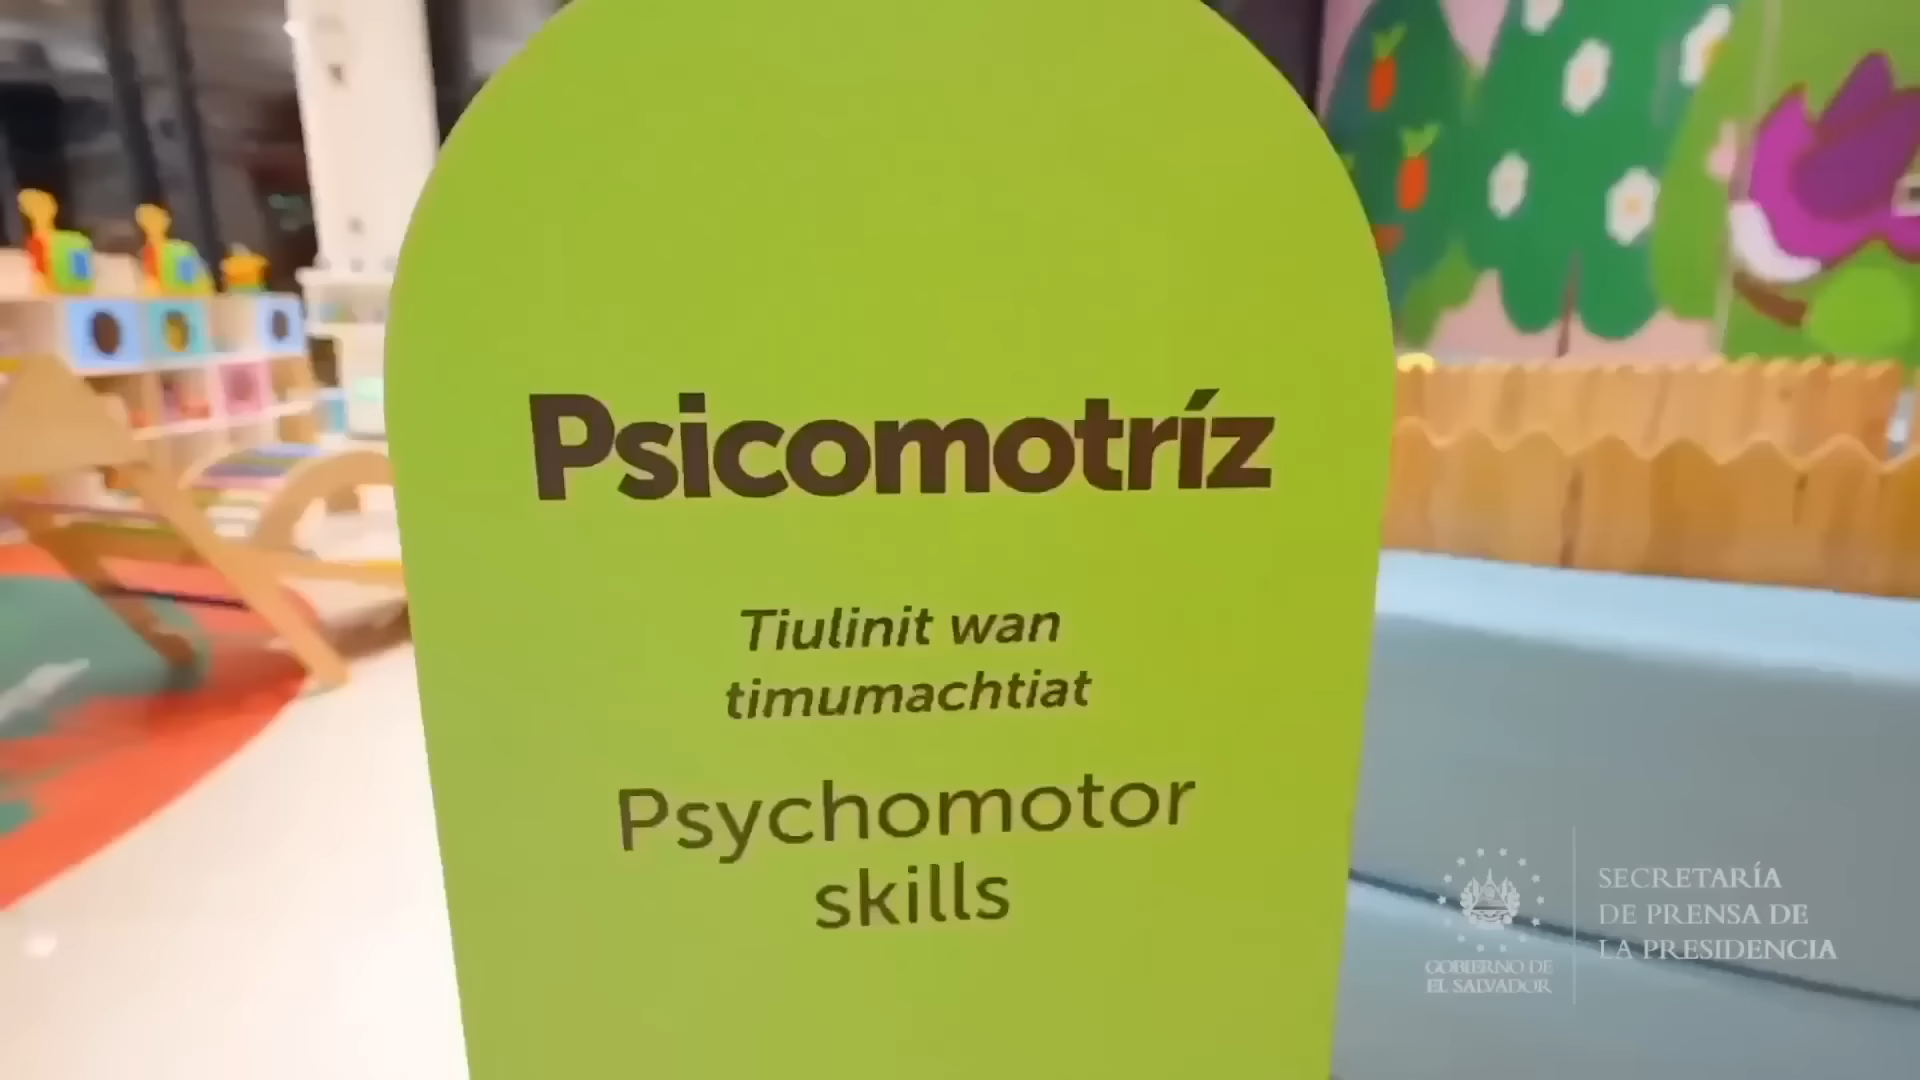 Psicomotríz
Tiulinit wan
timumachtiat
Psychomotor
skills
SECRETARÍA
DE PRENSA DE
LA PRESIDENCIA
GOBIERNO DE
EL SALVADOR